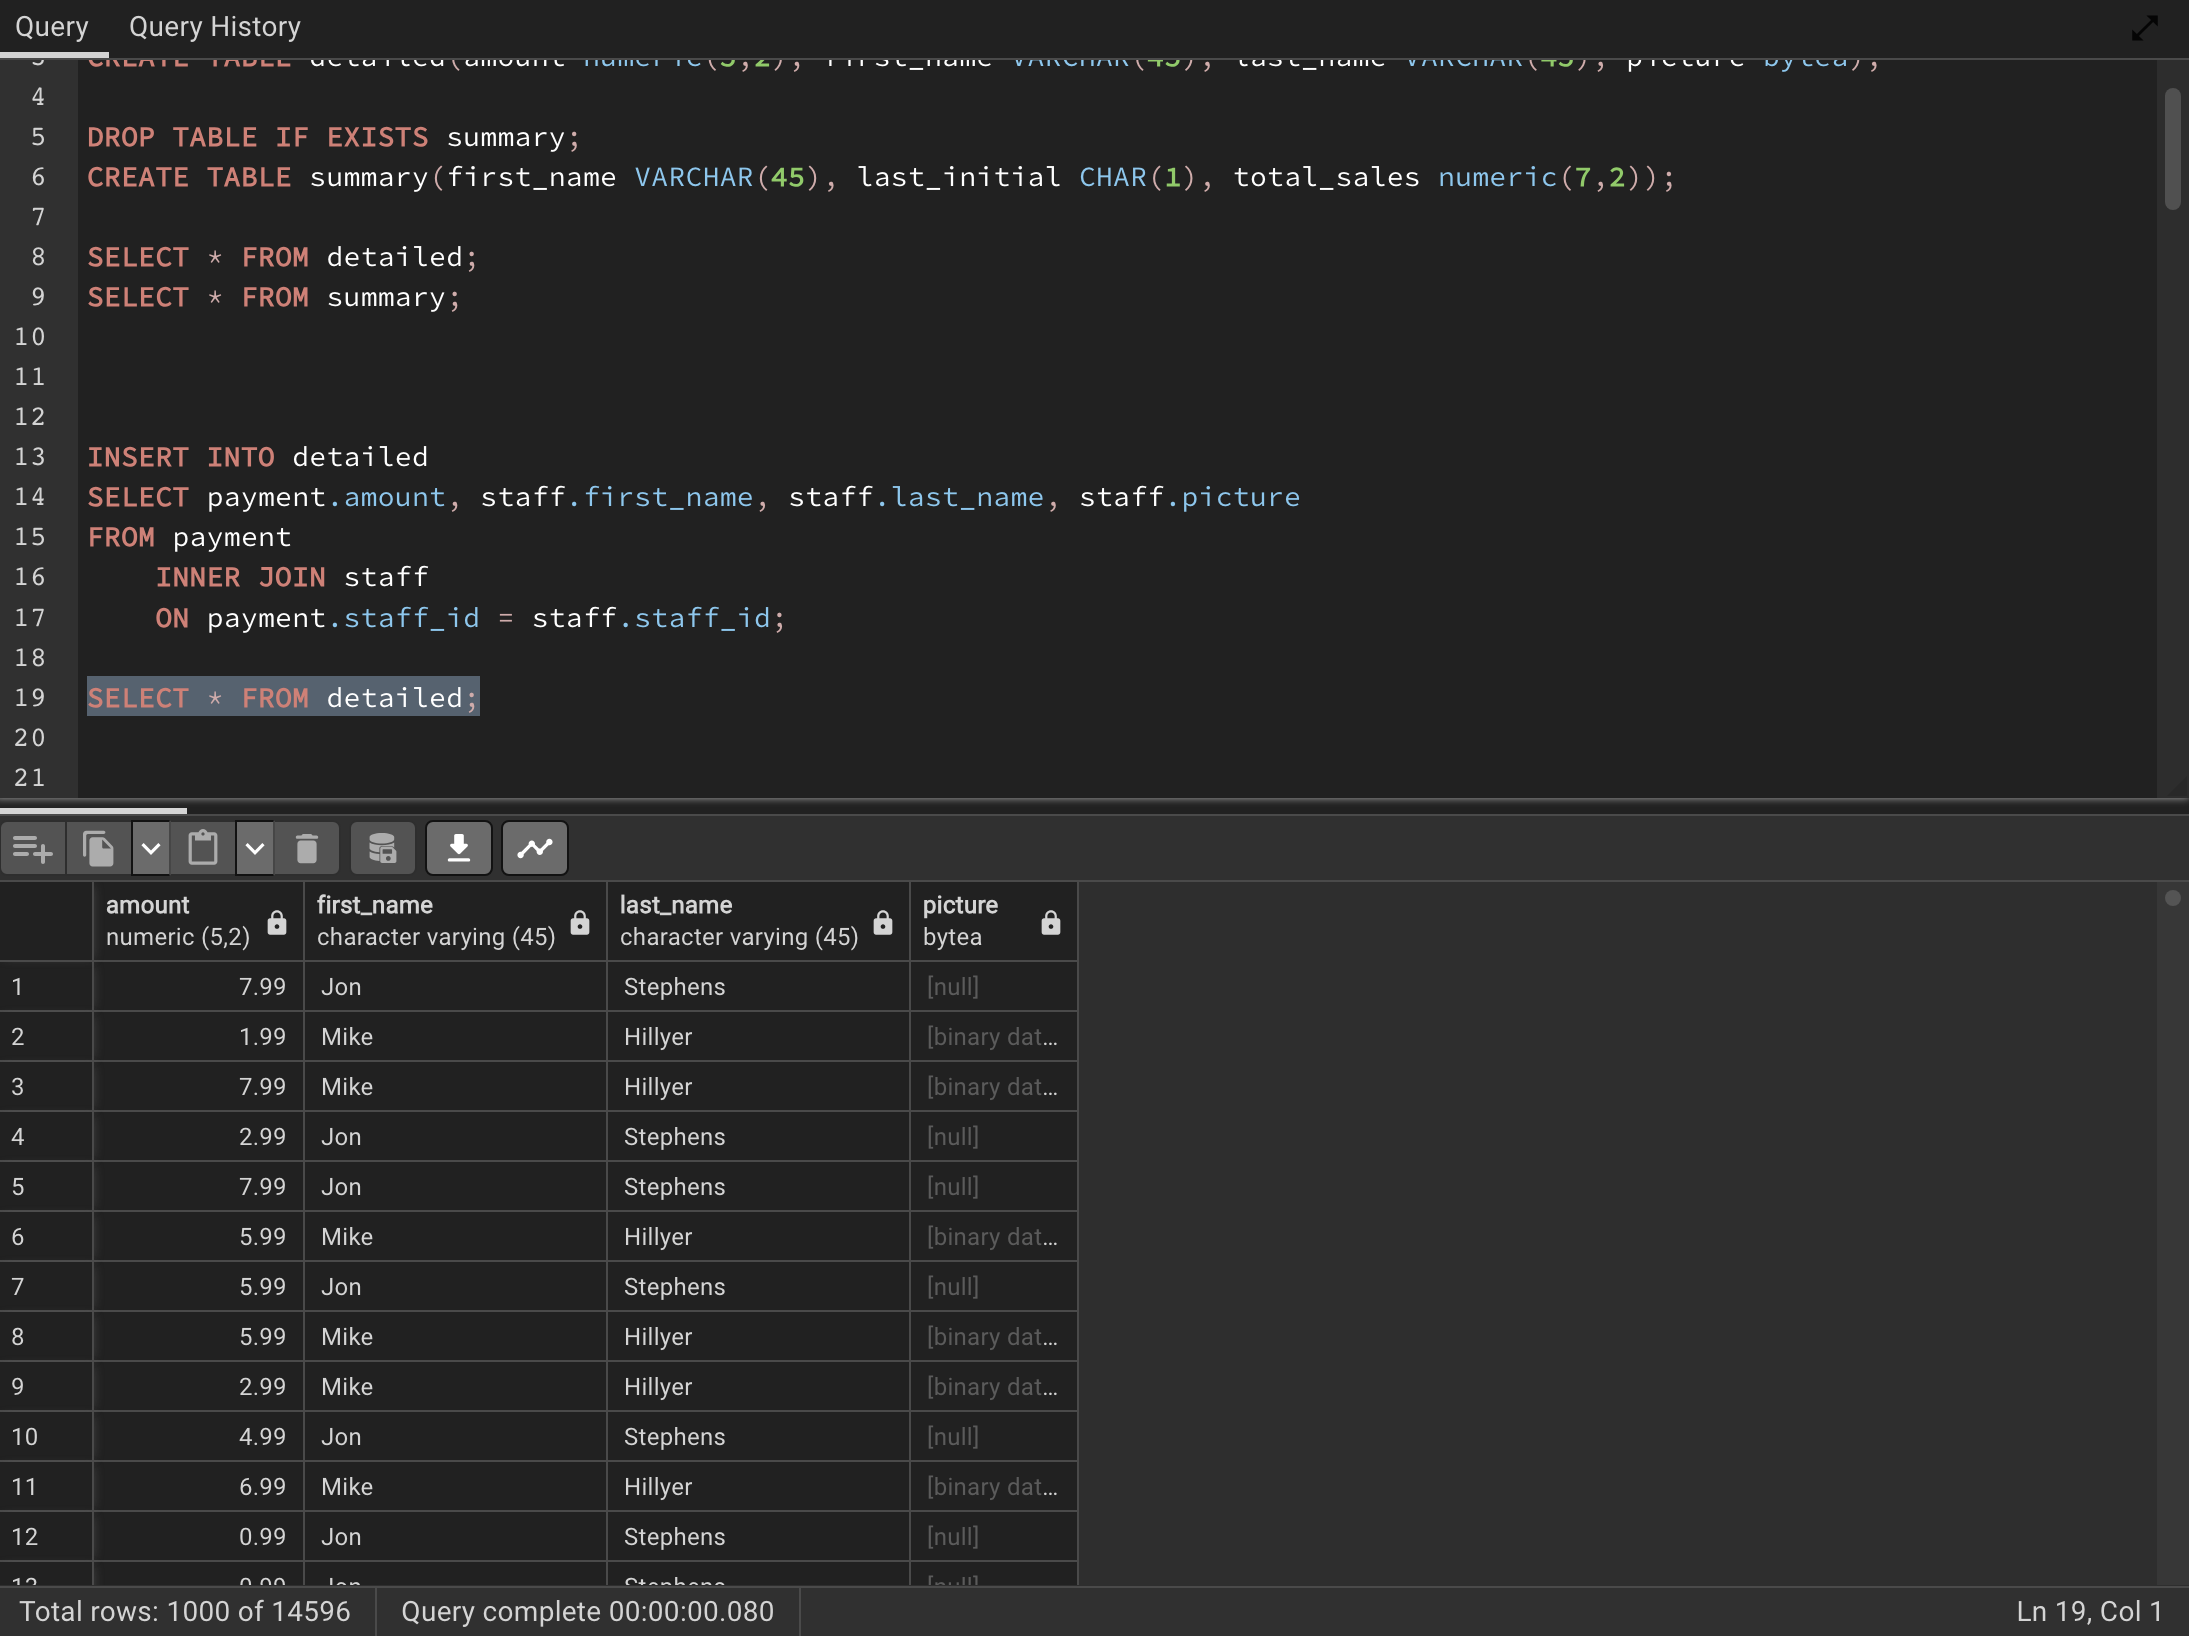 Query Query History
3 CREATE TABLE detailed(amount numeric(5,2), first_name VARCHAR(45), last_name VARCHAR(45), picture bytea);
4
5 DROP TABLE IF EXISTS summary;
6 CREATE TABLE summary(first_name VARCHAR(45), last_initial CHAR(1), total_sales numeric(7,2));
7
8 SELECT * FROM detailed;
9 SELECT * FROM summary;
10
11
12
13 INSERT INTO detailed
14 SELECT payment.amount, staff.first_name, staff.last_name, staff.picture
15 FROM payment
16 INNER JOIN staff
17 ON payment.staff_id = staff.staff_id;
18
19 SELECT * FROM detailed;
20
21
amount first_name last_name picture
numeric (5,2) character varying (45) character varying (45) bytea
1 7.99 Jon Stephens [null]
2 1.99 Mike Hillyer [binary dat...
3 7.99 Mike Hillyer [binary dat...
4 2.99 Jon Stephens [null]
5 7.99 Jon Stephens [null]
6 5.99 Mike Hillyer [binary dat...
7 5.99 Jon Stephens [null]
8 5.99 Mike Hillyer [binary dat...
9 2.99 Mike Hillyer [binary dat...
10 4.99 Jon Stephens [null]
11 6.99 Mike Hillyer [binary dat...
12 0.99 Jon Stephens [null]
13 0.99 Jon Stephens [null]
Total rows: 1000 of 14596 Query complete 00:00:00.080 Ln 19, Col 1